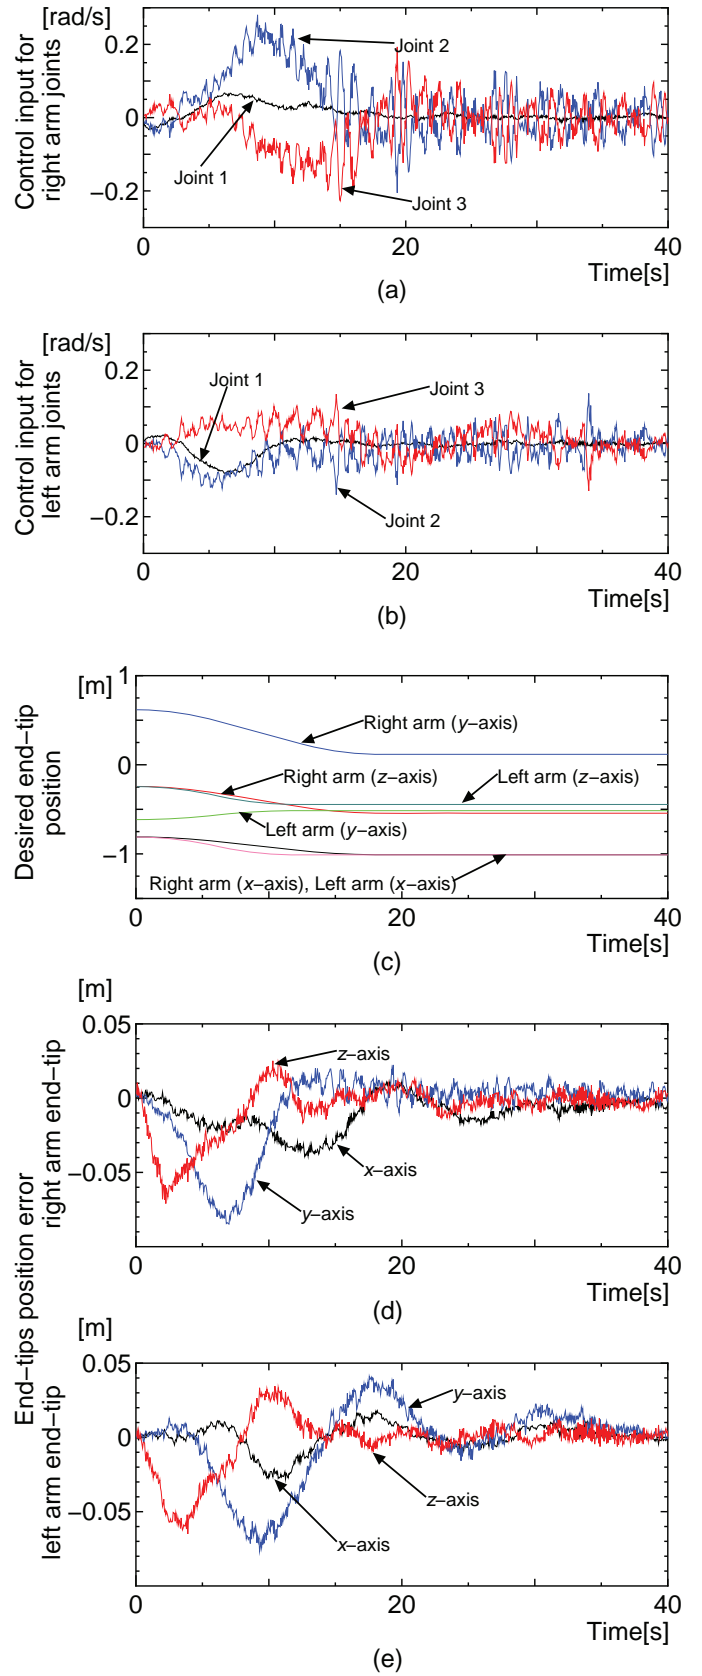 [rad/s]
Control input for
right arm joints
0.2
0
−0.2
Joint 2
Joint 1
Joint 3
0
20
40
Time[s]
(a)
[rad/s]
Control input for
left arm joints
0.2
0
−0.2
Joint 1
Joint 3
Joint 2
0
20
40
Time[s]
(b)
[m]
Desired end−tip
position
1
0
−1
Right arm (y−axis)
Right arm (z−axis)
Left arm (z−axis)
Left arm (y−axis)
Right arm (x−axis), Left arm (x−axis)
0
20
40
Time[s]
(c)
[m]
End−tips position error
right arm end−tip
0.05
0
−0.05
z−axis
x−axis
y−axis
0
20
40
Time[s]
(d)
[m]
left arm end−tip
0.05
0
−0.05
y−axis
z−axis
x−axis
0
20
40
Time[s]
(e)